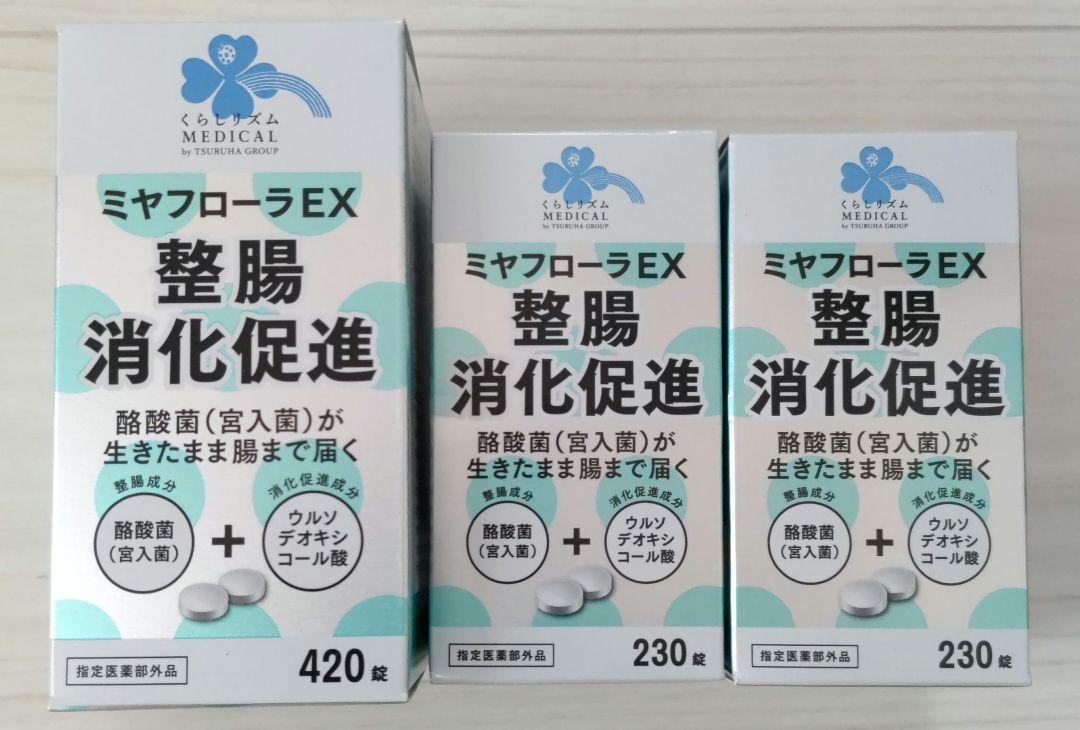 くらしリズム
MEDICAL
by TSURUHA GROUP
ミヤフローラEX
整腸
消化促進
酪酸菌(宮入菌)が
生きたまま腸まで届く
整腸成分
消化促進成分
酪酸菌
(宮入菌)
+
ウルソ
デオキシ
コール酸
指定医薬部外品
420錠
くらしリズム
MEDICAL
by TSURUHA GROUP
ミヤフローラEX
整腸
消化促進
酪酸菌(宮入菌)が
生きたまま腸まで届く
整腸成分
消化促進成分
酪酸菌
(宮入菌)
+
ウルソ
デオキシ
コール酸
指定医薬部外品
230錠
くらしリズム
MEDICAL
by TSURUHA GROUP
ミヤフローラEX
整腸
消化促進
酪酸菌(宮入菌)が
生きたまま腸まで届く
整腸成分
消化促進成分
酪酸菌
(宮入菌)
+
ウルソ
デオキシ
コール酸
指定医薬部外品
230錠